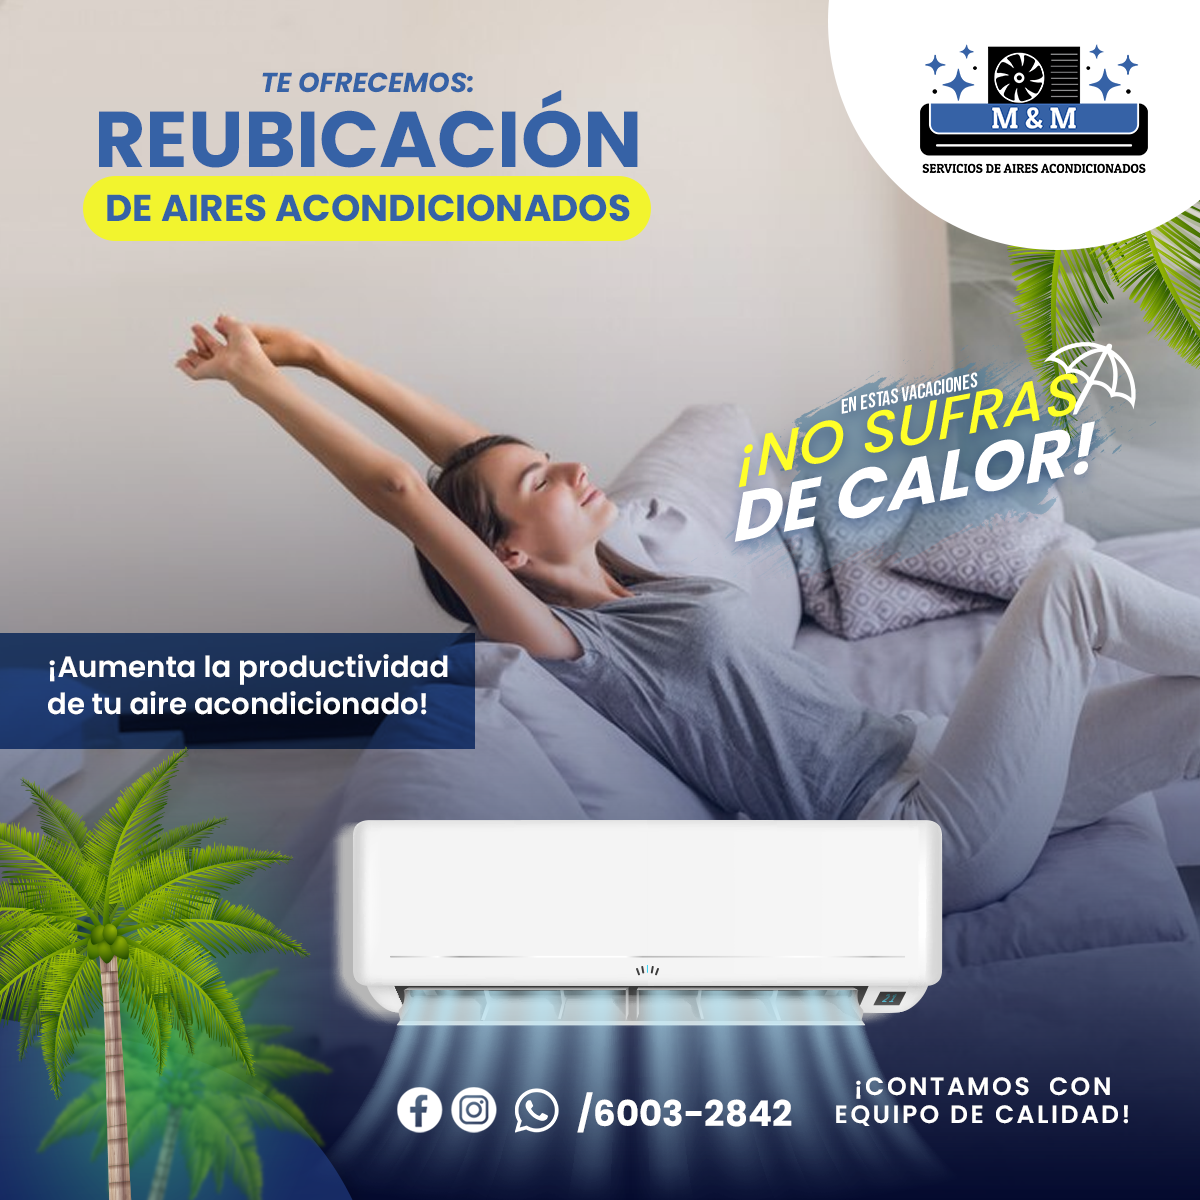 TE OFRECEMOS:
REUBICACIÓN
DE AIRES ACONDICIONADOS
M & M
SERVICIOS DE AIRES ACONDICIONADOS
EN ESTAS VACACIONES
¡NO SUFRAS
DE CALOR!
¡Aumenta la productividad
de tu aire acondicionado!
21
/6003-2842
¡CONTAMOS CON
EQUIPO DE CALIDAD!